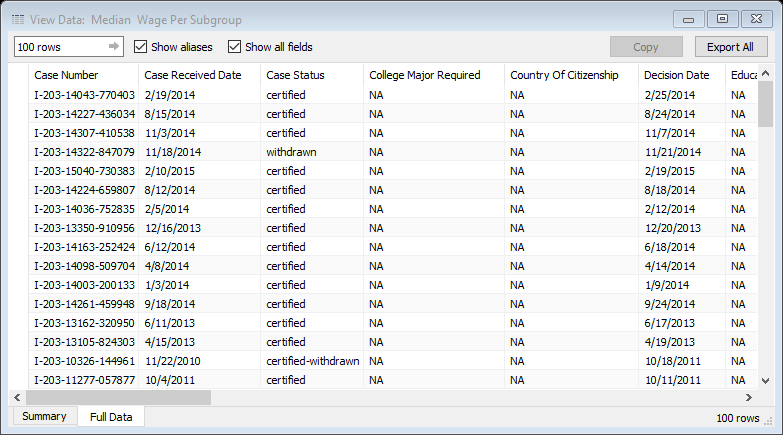 View Data: Median Wage Per Subgroup
100 rows Show aliases Show all fields Copy Export All
Case Number Case Received Date Case Status College Major Required Country Of Citizenship Decision Date Educa
I-203-14043-770403 2/19/2014 certified NA NA 2/25/2014 NA
I-203-14227-436034 8/15/2014 certified NA NA 8/24/2014 NA
I-203-14307-410538 11/3/2014 certified NA NA 11/7/2014 NA
I-203-14322-847079 11/18/2014 withdrawn NA NA 11/21/2014 NA
I-203-15040-730383 2/10/2015 certified NA NA 2/19/2015 NA
I-203-14224-659807 8/12/2014 certified NA NA 8/18/2014 NA
I-203-14036-752835 2/5/2014 certified NA NA 2/12/2014 NA
I-203-13350-910956 12/16/2013 certified NA NA 12/20/2013 NA
I-203-14163-252424 6/12/2014 certified NA NA 6/18/2014 NA
I-203-14098-509704 4/8/2014 certified NA NA 4/14/2014 NA
I-203-14003-200133 1/3/2014 certified NA NA 1/9/2014 NA
I-203-14261-459948 9/18/2014 certified NA NA 9/24/2014 NA
I-203-13162-320950 6/11/2013 certified NA NA 6/17/2013 NA
I-203-13105-824303 4/15/2013 certified NA NA 4/19/2013 NA
I-203-10326-144961 11/22/2010 certified-withdrawn NA NA 10/18/2011 NA
I-203-11277-057877 10/4/2011 certified NA NA 10/11/2011 NA
Summary Full Data 100 rows